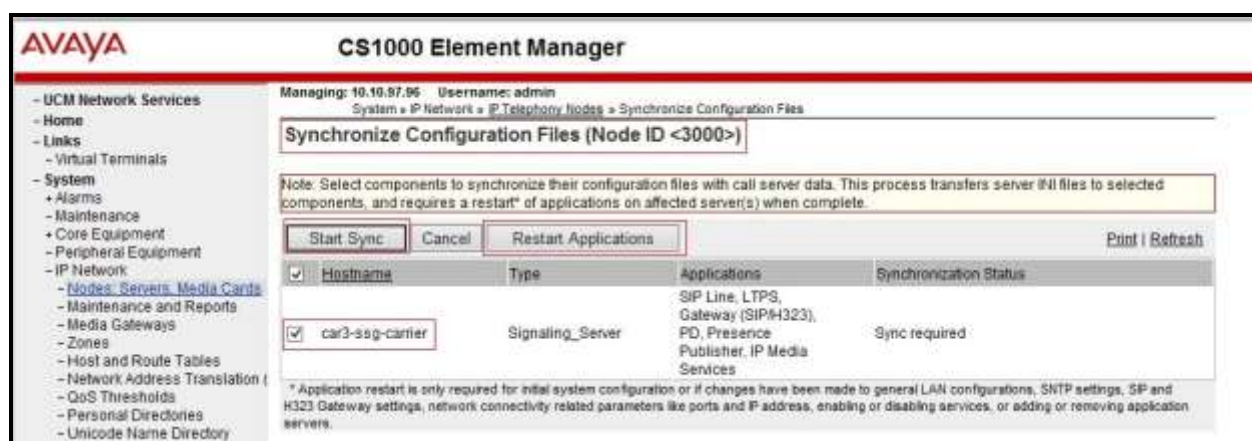 AVAYA
CS1000 Element Manager
- UCM Network Services
- Home
- Links
- Virtual Terminals
- System
+ Alarms
- Maintenance
+ Core Equipment
- Peripheral Equipment
- IP Network
- Nodes: Servers, Media Cards
- Maintenance and Reports
- Media Gateways
- Zones
- Host and Route Tables
- Network Address Translation (
- QoS Thresholds
- Personal Directories
- Unicode Name Directory
Managing: 10.10.97.96 Username: admin
System » IP Network » IP Telephony Nodes » Synchronize Configuration Files
Synchronize Configuration Files (Node ID <3000>)
Note: Select components to synchronize their configuration files with call server data. This process transfers server INI files to selected
components, and requires a restart* of applications on affected server(s) when complete.
Start Sync Cancel Restart Applications Print | Refresh
Hostname Type Applications Synchronization Status
car3-ssg-carrier Signaling_Server SIP Line, LTPS,
Gateway (SIP/H323),
PD, Presence
Publisher, IP Media
Services
Sync required
* Application restart is only required for initial system configuration or if changes have been made to general LAN configurations, SNTP settings, SIP and
H323 Gateway settings, network connectivity related parameters like ports and IP address, enabling or disabling services, or adding or removing application
servers.